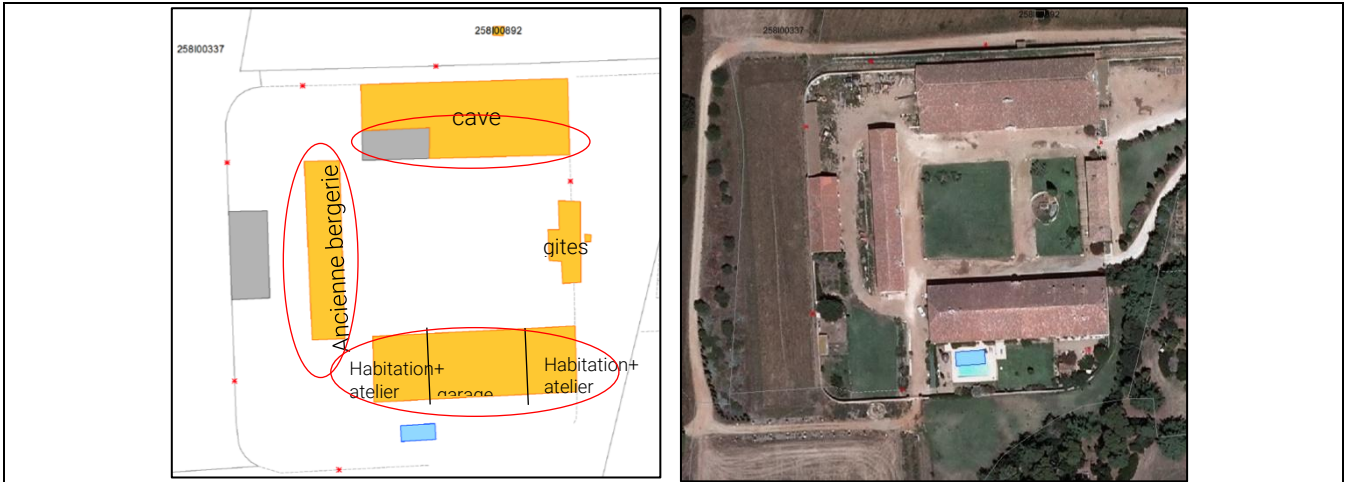 258I00892
258I00337
cave
Ancienne bergerie
gites
Habitation+
atelier
garage
Habitation+
atelier
258I00337
258I00892